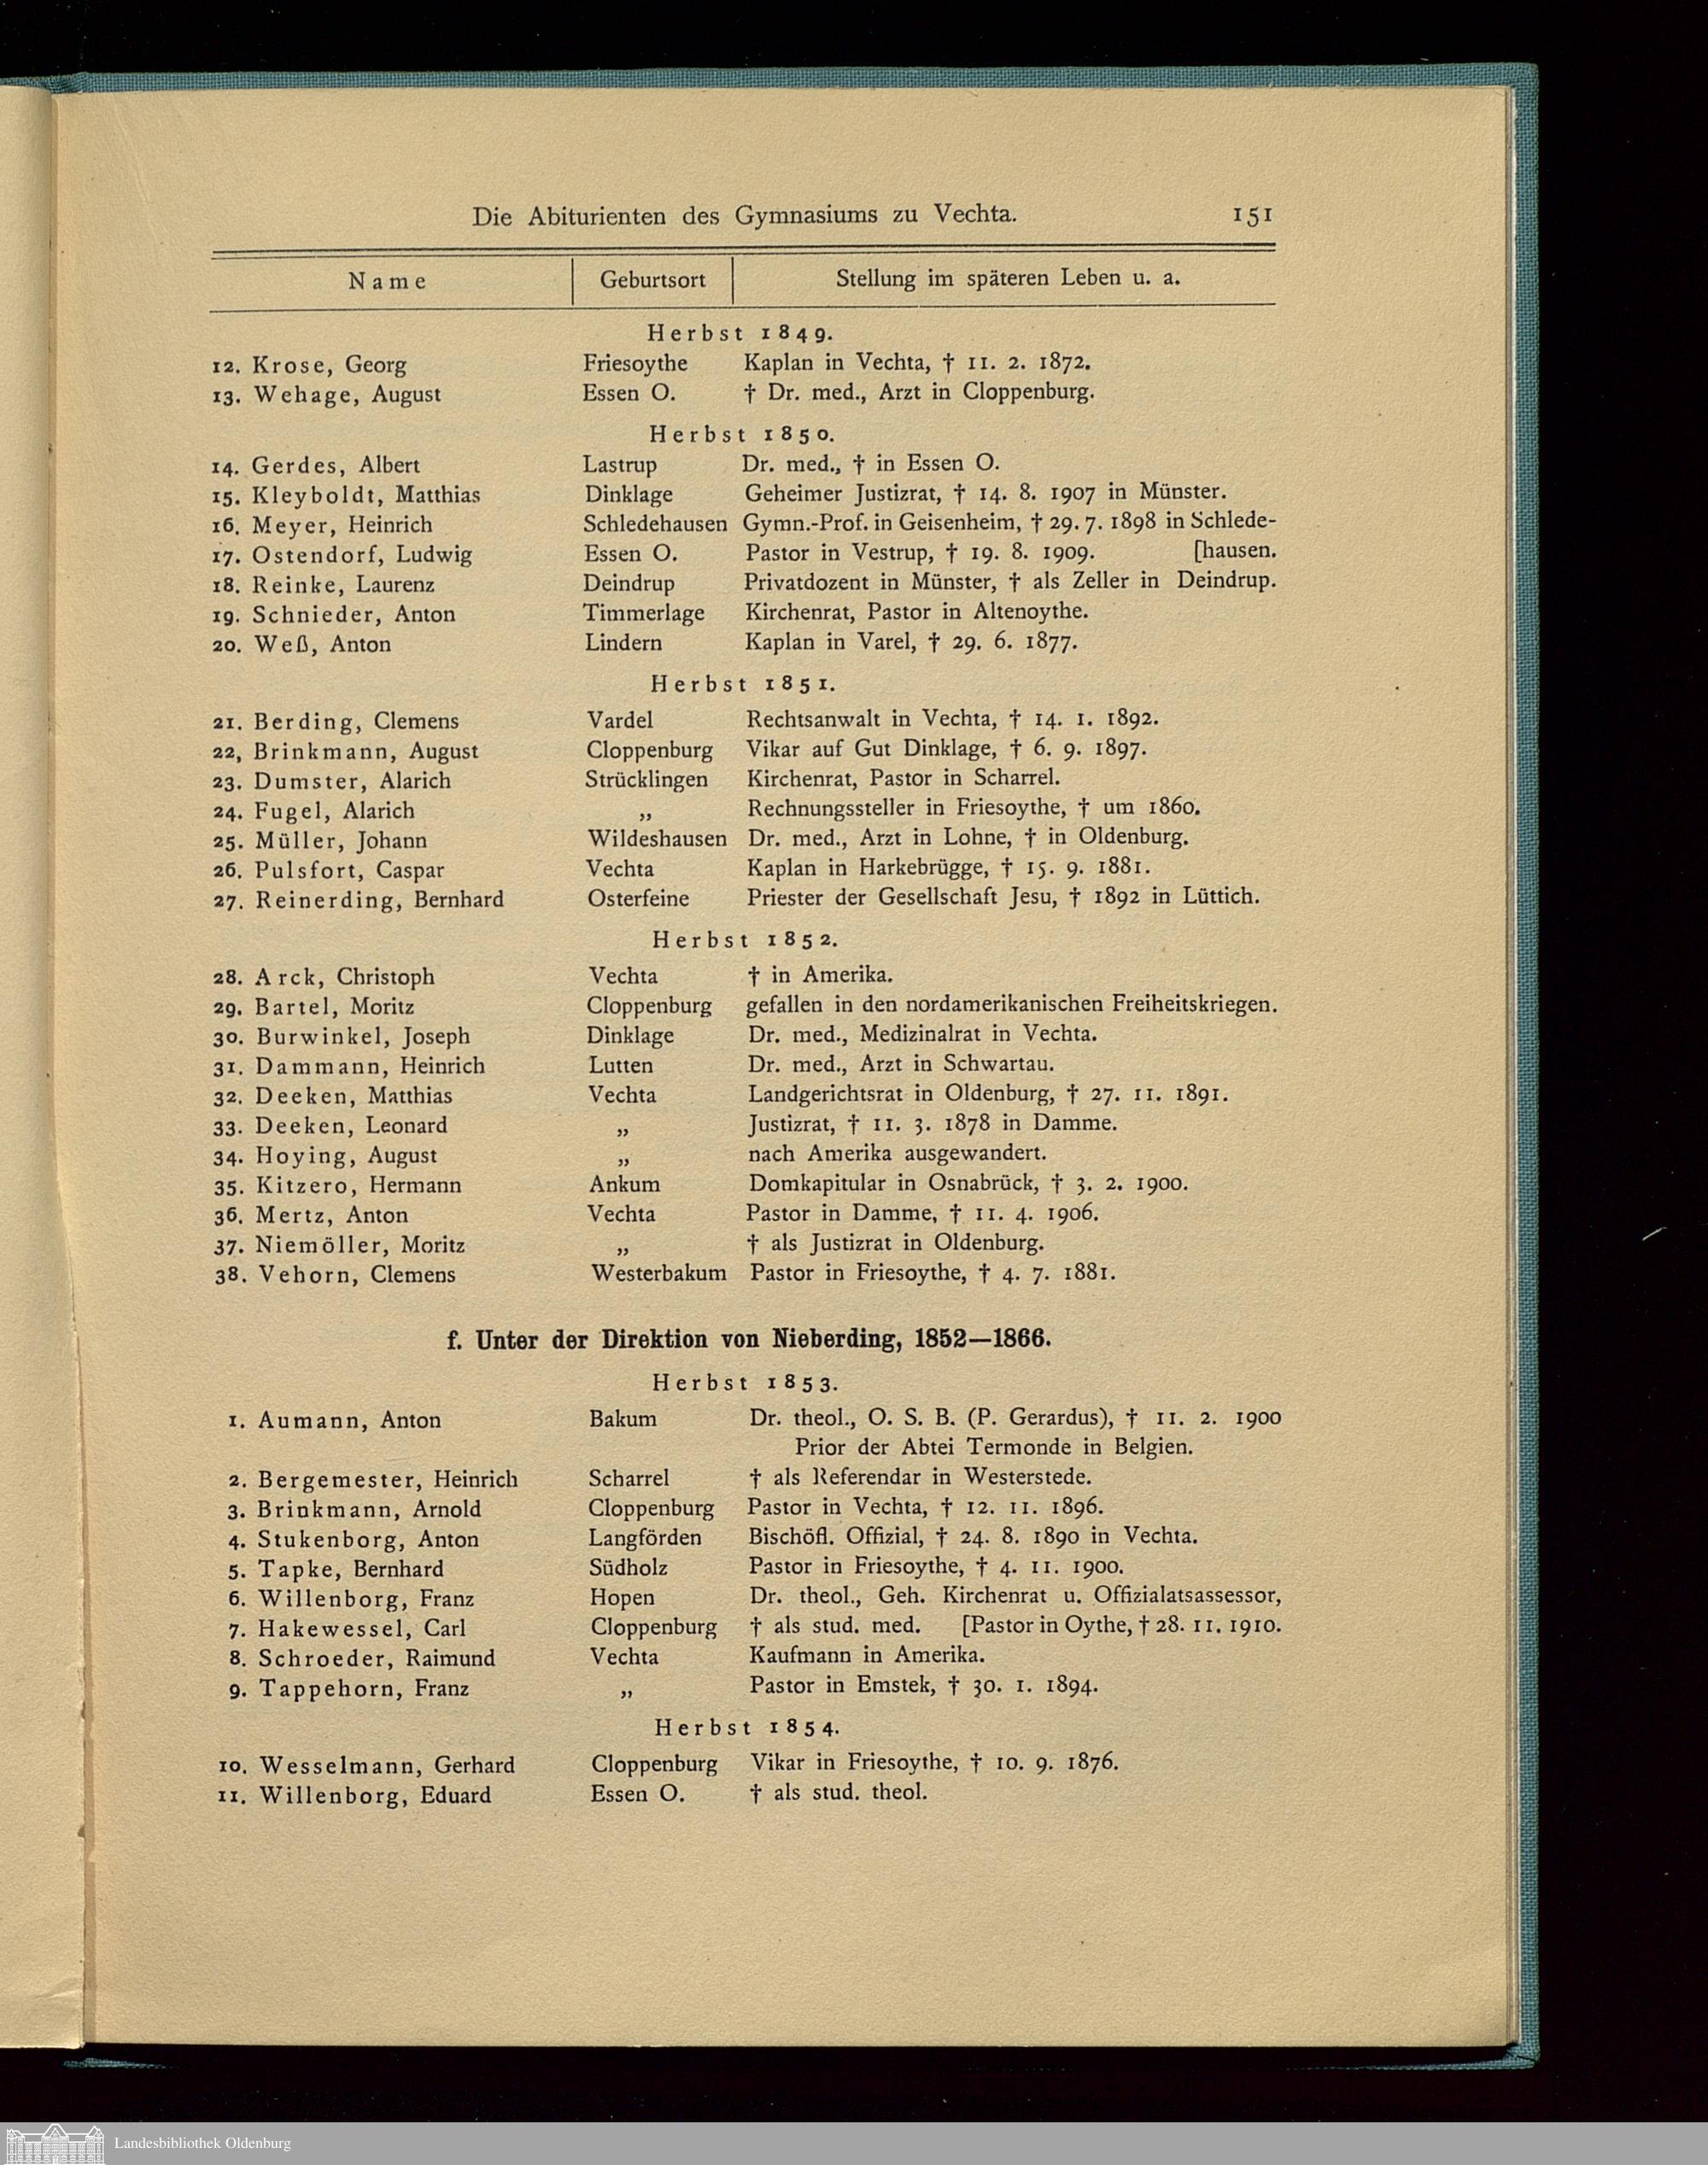 Die Abiturienten des Gymnasiums zu Vechta. 151
Name Geburtsort Stellung im späteren Leben u. a.
Herbst 1849.
12. Krose, Georg Friesoythe Kaplan in Vechta, † 11. 2. 1872.
13. Wehage, August Essen O. † Dr. med., Arzt in Cloppenburg.
Herbst 1850.
14. Gerdes, Albert Lastrup Dr. med., † in Essen O.
15. Kleyboldt, Matthias Dinklage Geheimer Justizrat, † 14. 8. 1907 in Münster.
16. Meyer, Heinrich Schledehausen Gymn.-Prof. in Geisenheim, † 29. 7. 1898 in Schlede-
17. Ostendorf, Ludwig Essen O. Pastor in Vestrup, † 19. 8. 1909. [hausen.
18. Reinke, Laurenz Deindrup Privatdozent in Münster, † als Zeller in Deindrup.
19. Schnieder, Anton Timmerlage Kirchenrat, Pastor in Altenoythe.
20. Weß, Anton Lindern Kaplan in Varel, † 29. 6. 1877.
Herbst 1851.
21. Berding, Clemens Vardel Rechtsanwalt in Vechta, † 14. 1. 1892.
22, Brinkmann, August Cloppenburg Vikar auf Gut Dinklage, † 6. 9. 1897.
23. Dumster, Alarich Strücklingen Kirchenrat, Pastor in Scharrel.
24. Fugel, Alarich „ Rechnungssteller in Friesoythe, † um 1860.
25. Müller, Johann Wildeshausen Dr. med., Arzt in Lohne, † in Oldenburg.
26. Pulsfort, Caspar Vechta Kaplan in Harkebrügge, † 15. 9. 1881.
27. Reinerding, Bernhard Osterfeine Priester der Gesellschaft Jesu, † 1892 in Lüttich.
Herbst 1852.
28. Arck, Christoph Vechta † in Amerika.
29. Bartel, Moritz Cloppenburg gefallen in den nordamerikanischen Freiheitskriegen.
30. Burwinkel, Joseph Dinklage Dr. med., Medizinalrat in Vechta.
31. Dammann, Heinrich Lutten Dr. med., Arzt in Schwartau.
32. Deeken, Matthias Vechta Landgerichtsrat in Oldenburg, † 27. 11. 1891.
33. Deeken, Leonard „ Justizrat, † 11. 3. 1878 in Damme.
34. Hoying, August „ nach Amerika ausgewandert.
35. Kitzero, Hermann Ankum Domkapitular in Osnabrück, † 3. 2. 1900.
36. Mertz, Anton Vechta Pastor in Damme, † 11. 4. 1906.
37. Niemöller, Moritz „ † als Justizrat in Oldenburg.
38. Vehorn, Clemens Westerbakum Pastor in Friesoythe, † 4. 7. 1881.
f. Unter der Direktion von Nieberding, 1852—1866.
Herbst 1853.
1. Aumann, Anton Bakum Dr. theol., O. S. B. (P. Gerardus), † 11. 2. 1900
Prior der Abtei Termonde in Belgien.
2. Bergemester, Heinrich Scharrel † als Referendar in Westerstede.
3. Brinkmann, Arnold Cloppenburg Pastor in Vechta, † 12. 11. 1896.
4. Stukenborg, Anton Langförden Bischöfl. Offizial, † 24. 8. 1890 in Vechta.
5. Tapke, Bernhard Südholz Pastor in Friesoythe, † 4. 11. 1900.
6. Willenborg, Franz Hopen Dr. theol., Geh. Kirchenrat u. Offizialatsassessor,
7. Hakewessel, Carl Cloppenburg † als stud. med. [Pastor in Oythe, † 28. 11. 1910.
8. Schroeder, Raimund Vechta Kaufmann in Amerika.
9. Tappehorn, Franz „ Pastor in Emstek, † 30. 1. 1894.
Herbst 1854.
10. Wesselmann, Gerhard Cloppenburg Vikar in Friesoythe, † 10. 9. 1876.
11. Willenborg, Eduard Essen O. † als stud. theol.
Landesbibliothek Oldenburg